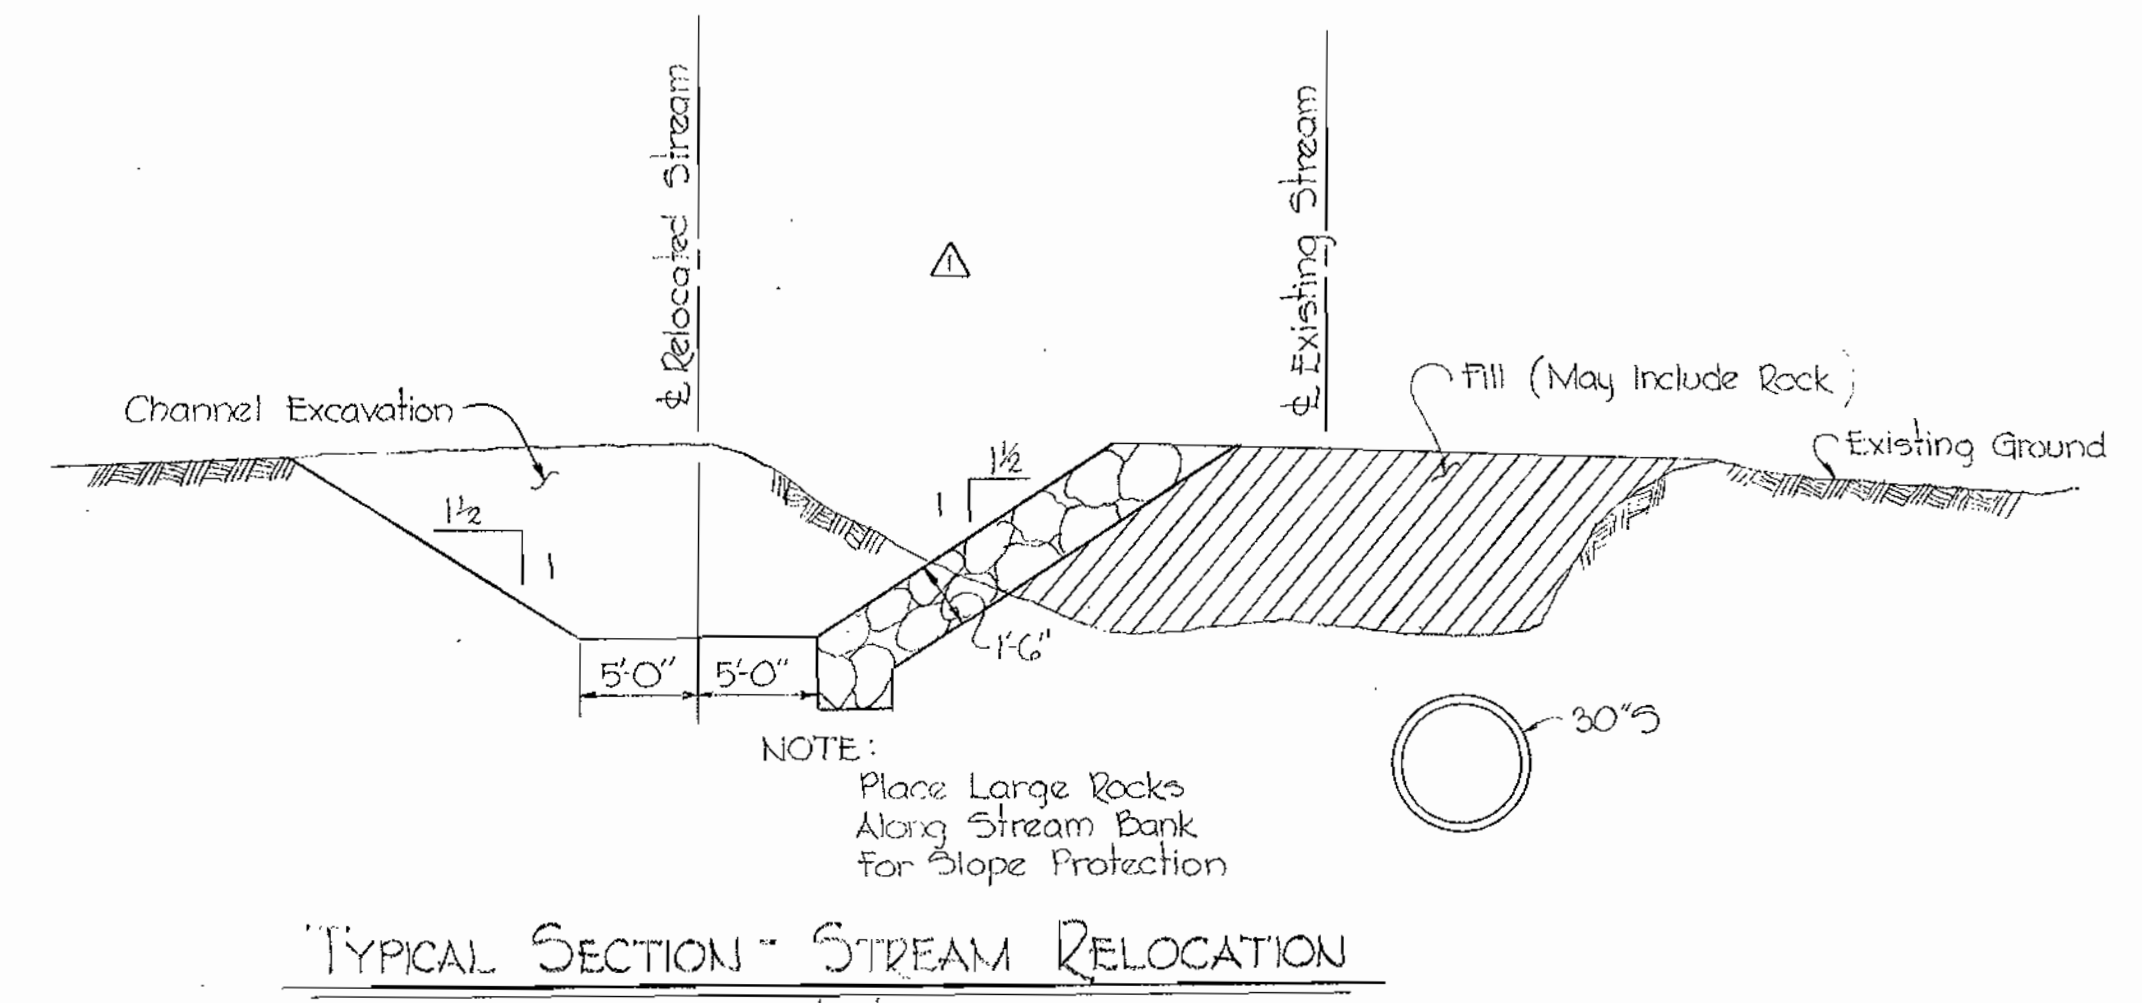 ℄ Relocated Stream
℄ Existing Stream
1
Channel Excavation
Fill (May Include Rock)
Existing Ground
1½
1
1½
1
1'-6"
5'-0" 5'-0"
30"S
NOTE:
Place Large Rocks
Along Stream Bank
For Slope Protection
TYPICAL SECTION - STREAM RELOCATION